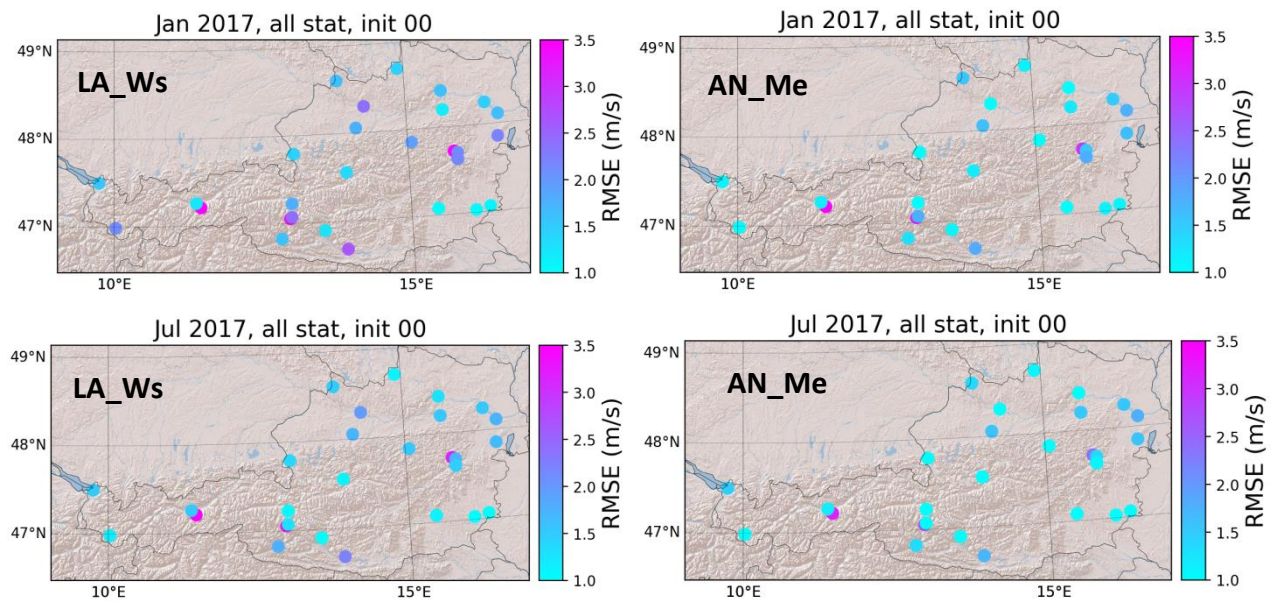 Jan 2017, all stat, init 00
49°N
48°N
47°N
10°E
15°E
LA_Ws
3.5
3.0
2.5
2.0
1.5
1.0
RMSE (m/s)
Jan 2017, all stat, init 00
49°N
48°N
47°N
10°E
15°E
AN_Me
3.5
3.0
2.5
2.0
1.5
1.0
RMSE (m/s)
Jul 2017, all stat, init 00
49°N
48°N
47°N
10°E
15°E
LA_Ws
3.5
3.0
2.5
2.0
1.5
1.0
RMSE (m/s)
Jul 2017, all stat, init 00
49°N
48°N
47°N
10°E
15°E
AN_Me
3.5
3.0
2.5
2.0
1.5
1.0
RMSE (m/s)